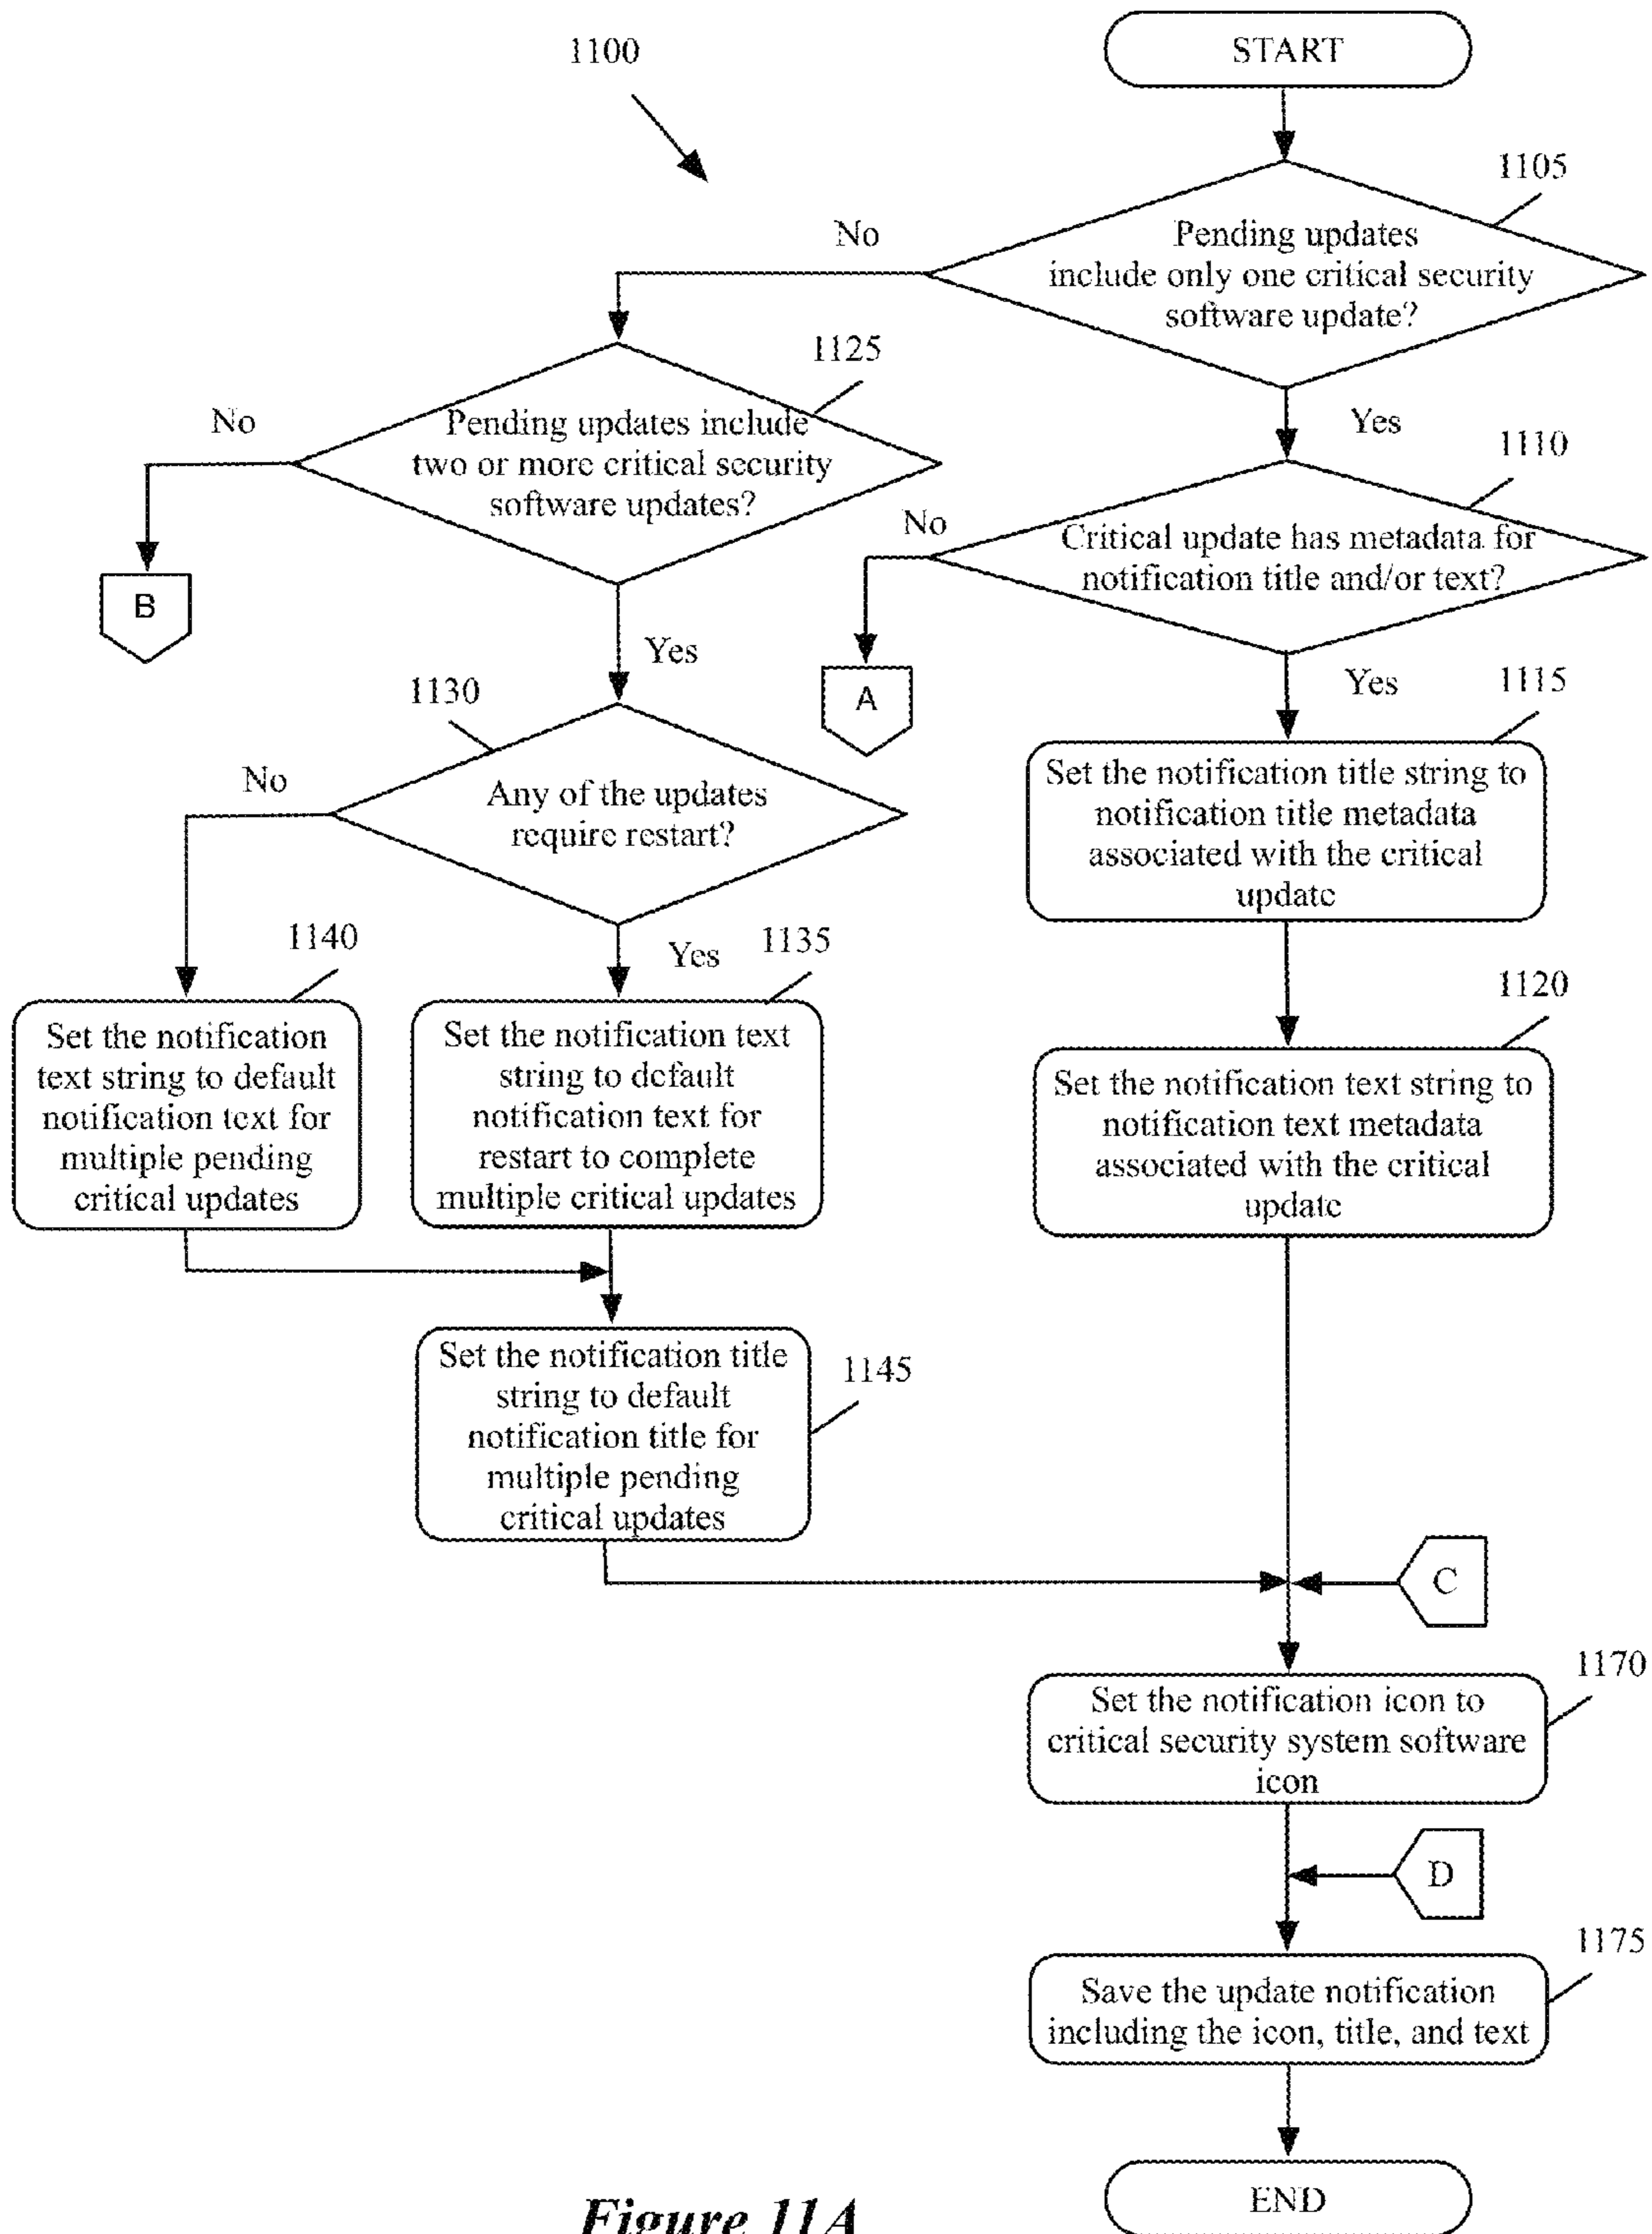 1100
START
1105
No
Pending updates
include only one critical security
software update?
1125
Yes
No
Pending updates include
two or more critical security
software updates?
1110
No
Critical update has metadata for
notification title and/or text?
B
Yes
A
Yes
1115
1130
No
Any of the updates
require restart?
Set the notification title string to
notification title metadata
associated with the critical
update
1140
Yes
1135
1120
Set the notification
text string to default
notification text for
multiple pending
critical updates
Set the notification text
string to default
notification text for
restart to complete
multiple critical updates
Set the notification text string to
notification text metadata
associated with the critical
update
Set the notification title
string to default
notification title for
multiple pending
critical updates
1145
C
1170
Set the notification icon to
critical security system software
icon
D
1175
Save the update notification
including the icon, title, and text
END
Figure 11A